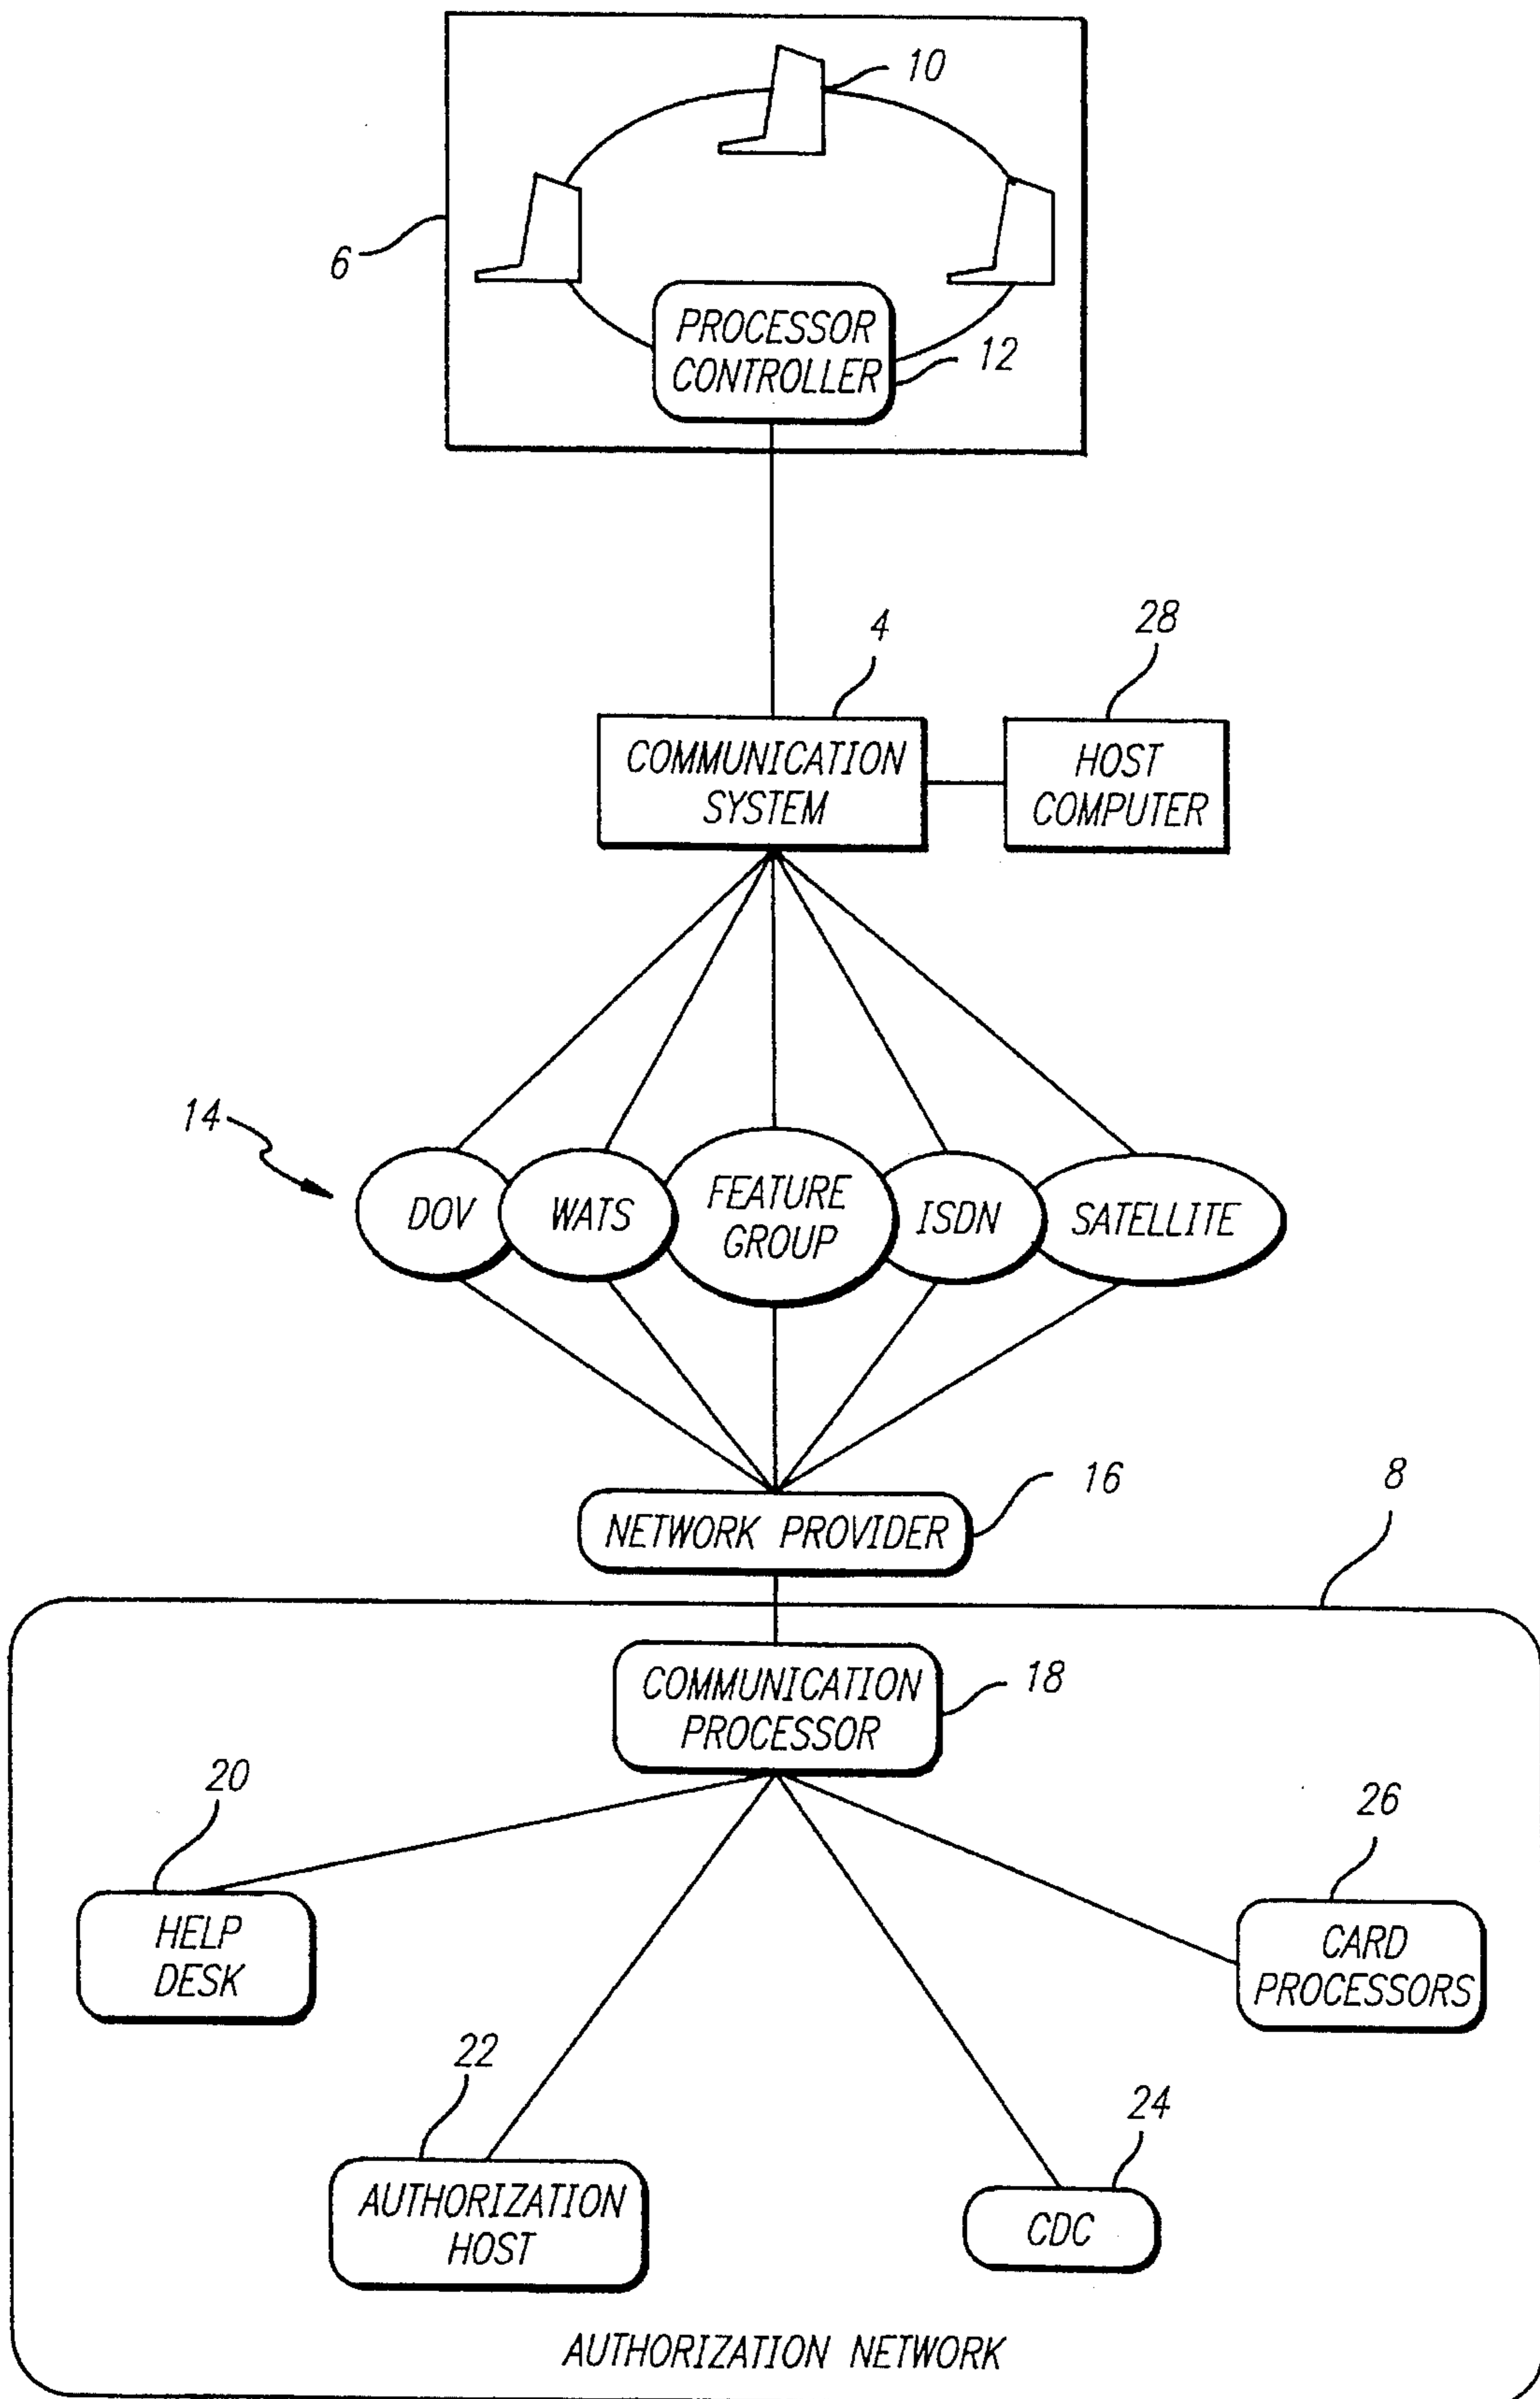 10
6
PROCESSOR
CONTROLLER
12
4
28
COMMUNICATION
SYSTEM
HOST
COMPUTER
14
DOV
WATS
FEATURE
GROUP
ISDN
SATELLITE
16
8
NETWORK PROVIDER
COMMUNICATION
PROCESSOR
18
20
26
HELP
DESK
CARD
PROCESSORS
22
24
AUTHORIZATION
HOST
CDC
AUTHORIZATION NETWORK